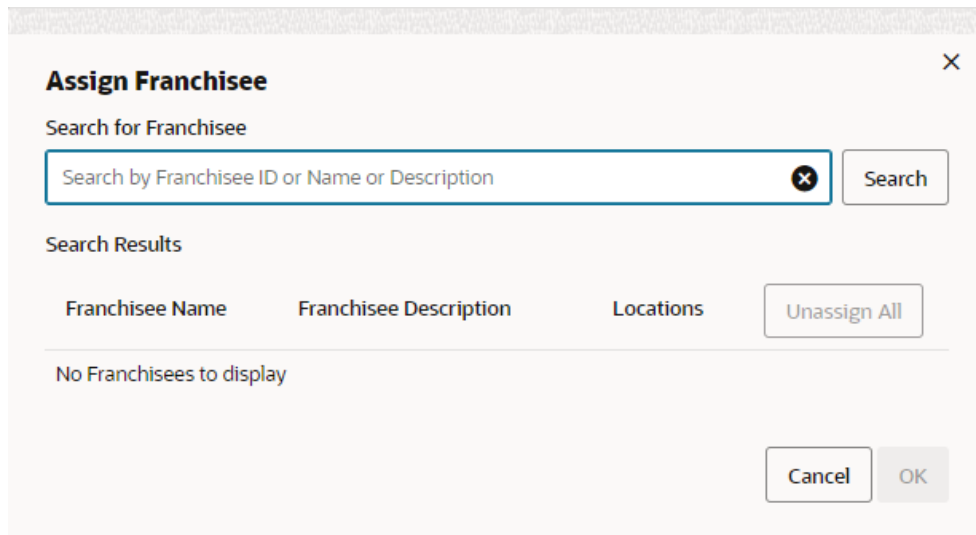 Assign Franchisee
Search for Franchisee
Search by Franchisee ID or Name or Description
Search
Search Results
Franchisee Name Franchisee Description Locations Unassign All
No Franchisees to display
Cancel OK